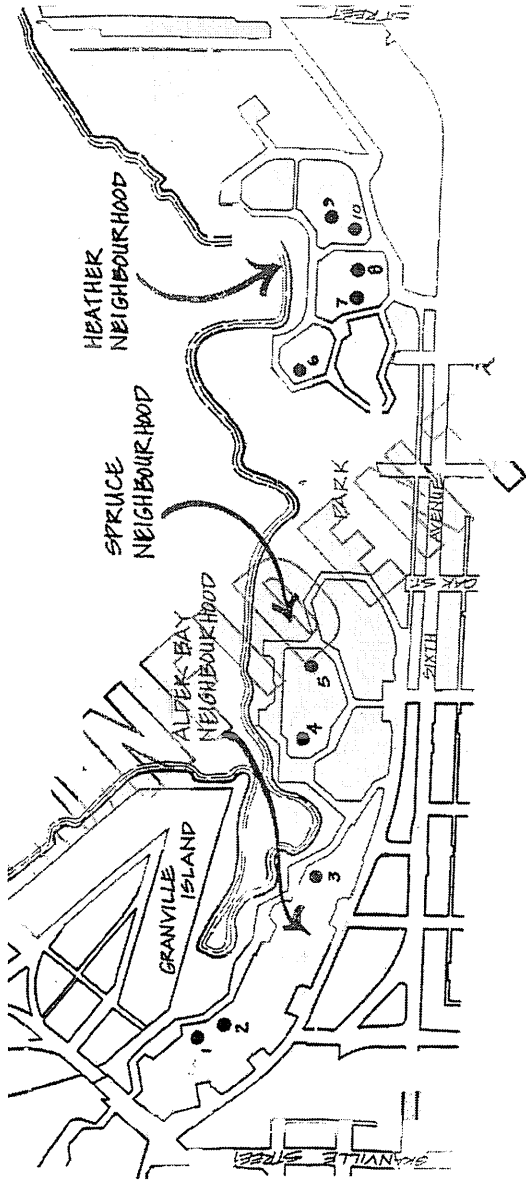 HEATHER
NEIGHBOURHOOD
SPRUCE
NEIGHBOURHOOD
ALDER BAY
NEIGHBOURHOOD
GRANVILLE
ISLAND
PARK
SIXTH
AVENUE
OAK ST.
STREET
STREET
1
2
3
4
5
6
7
8
9
10